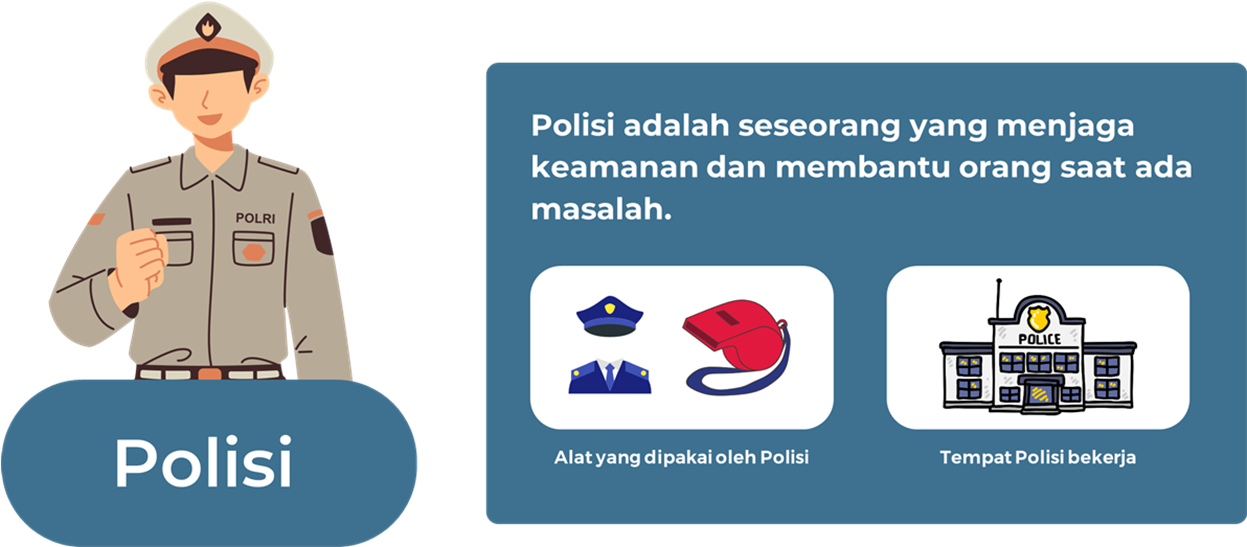 POLRI
Polisi
Polisi adalah seseorang yang menjaga
keamanan dan membantu orang saat ada
masalah.
POLICE
Alat yang dipakai oleh Polisi
Tempat Polisi bekerja